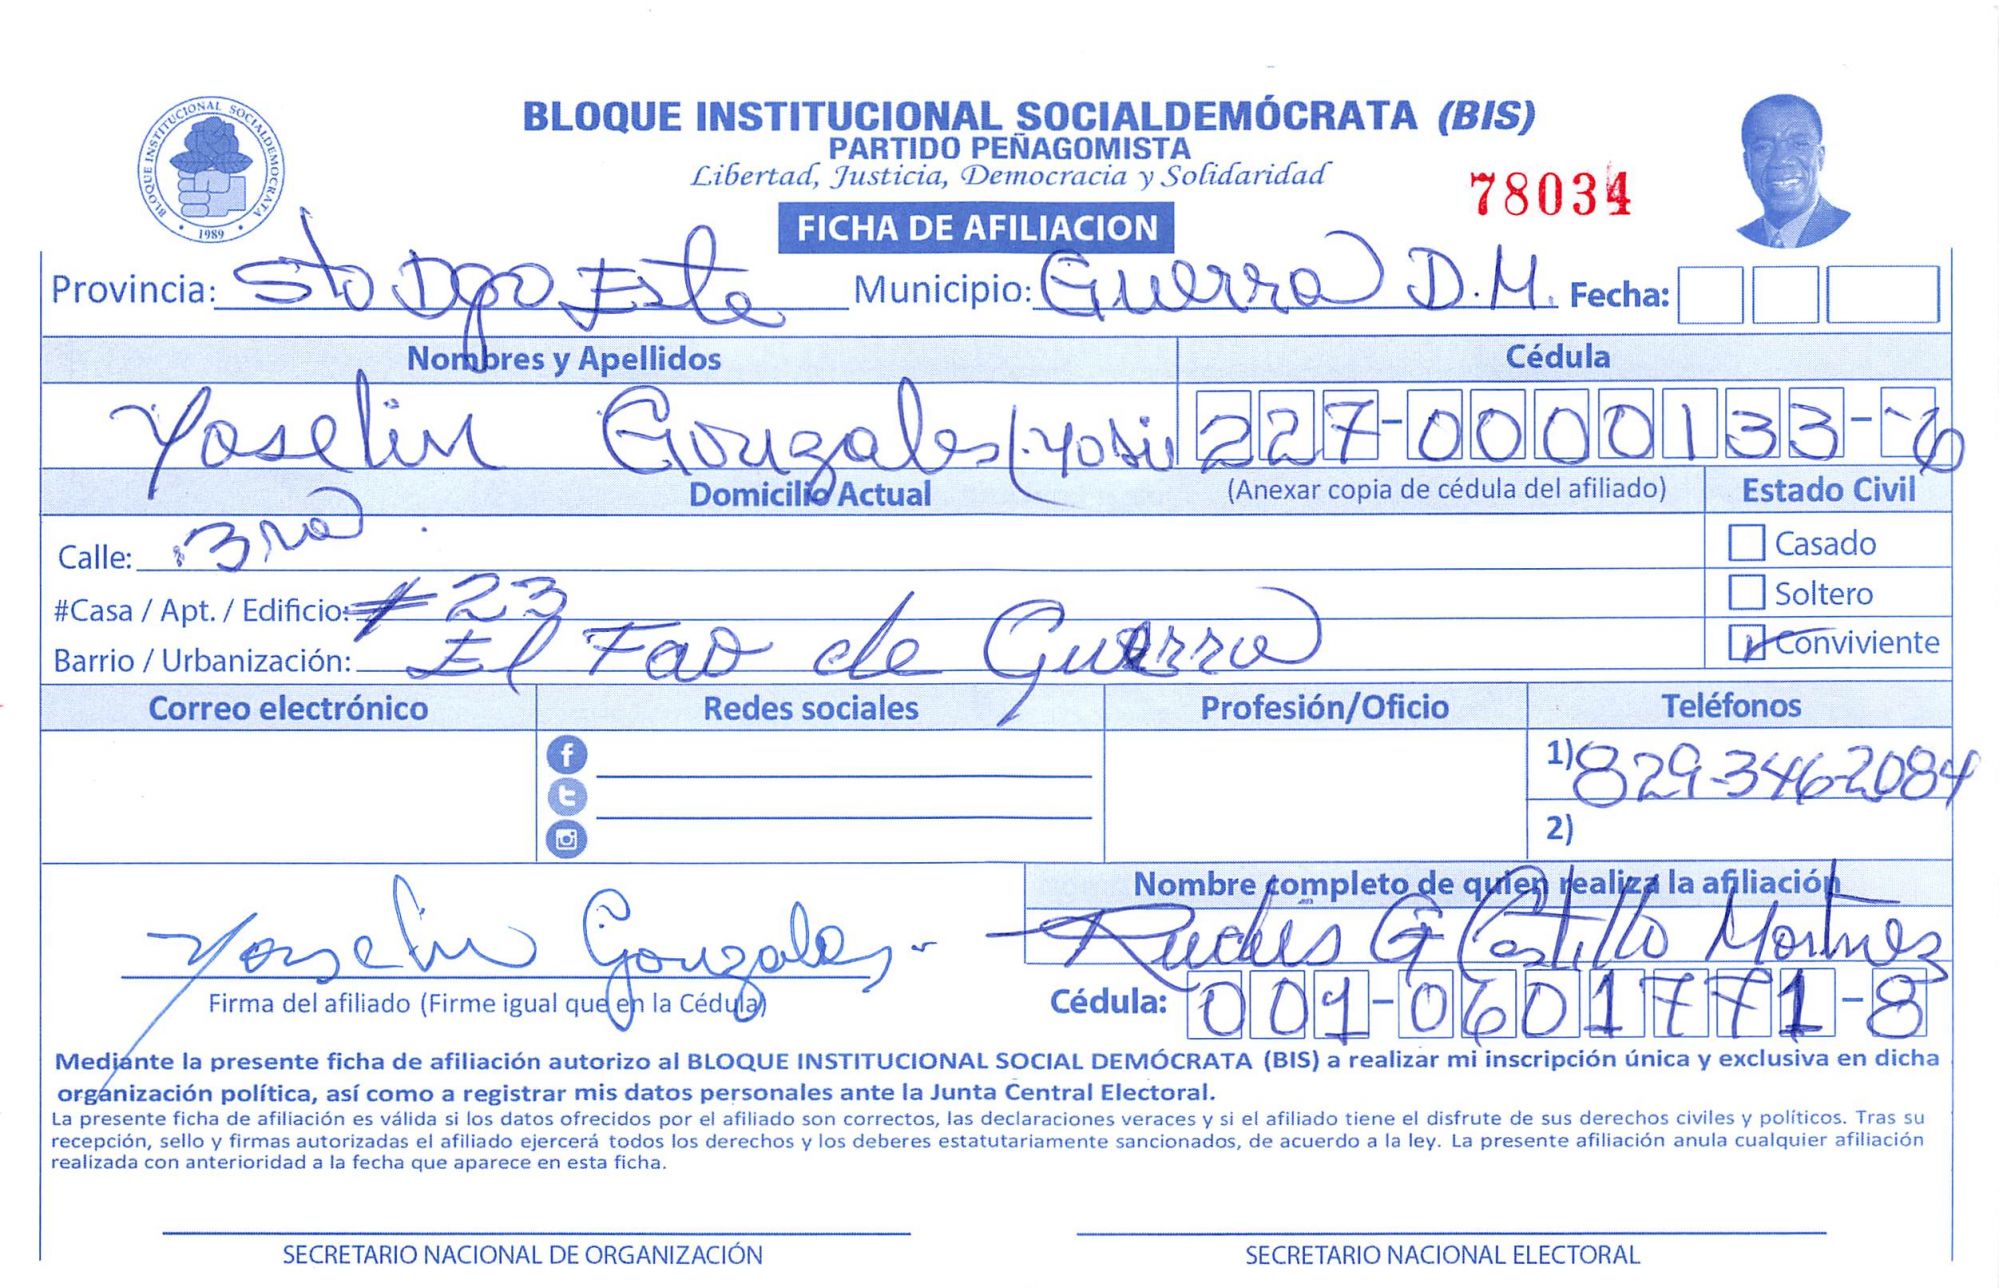 BLOQUE INSTITUCIONAL SOCIALDEMOCRATA
1989
BLOQUE INSTITUCIONAL SOCIALDEMÓCRATA (BIS)
PARTIDO PEÑAGOMISTA
Libertad, Justicia, Democracia y Solidaridad
78034
FICHA DE AFILIACION
Provincia: Sto Dgo Este Municipio: Guerra D.M. Fecha:
Nombres y Apellidos Cédula
Yoselin Gonzales (Yosi 227-0000133-6
Domicilio Actual (Anexar copia de cédula del afiliado) Estado Civil
Calle: 3ra Casado
#Casa / Apt. / Edificio: #23 Soltero
Barrio / Urbanización: El Fao de Guerra Conviviente
Correo electrónico Redes sociales Profesión/Oficio Teléfonos
1) 829-346-2084
2)
Nombre completo de quien realiza la afiliación
Yoselin Gonzales Rudis G Castillo Martinez
Firma del afiliado (Firme igual que en la Cédula) Cédula: 001-0601771-8
Mediante la presente ficha de afiliación autorizo al BLOQUE INSTITUCIONAL SOCIAL DEMÓCRATA (BIS) a realizar mi inscripción única y exclusiva en dicha
organización política, así como a registrar mis datos personales ante la Junta Central Electoral.
La presente ficha de afiliación es válida si los datos ofrecidos por el afiliado son correctos, las declaraciones veraces y si el afiliado tiene el disfrute de sus derechos civiles y políticos. Tras su
recepción, sello y firmas autorizadas el afiliado ejercerá todos los derechos y los deberes estatutariamente sancionados, de acuerdo a la ley. La presente afiliación anula cualquier afiliación
realizada con anterioridad a la fecha que aparece en esta ficha.
SECRETARIO NACIONAL DE ORGANIZACIÓN SECRETARIO NACIONAL ELECTORAL